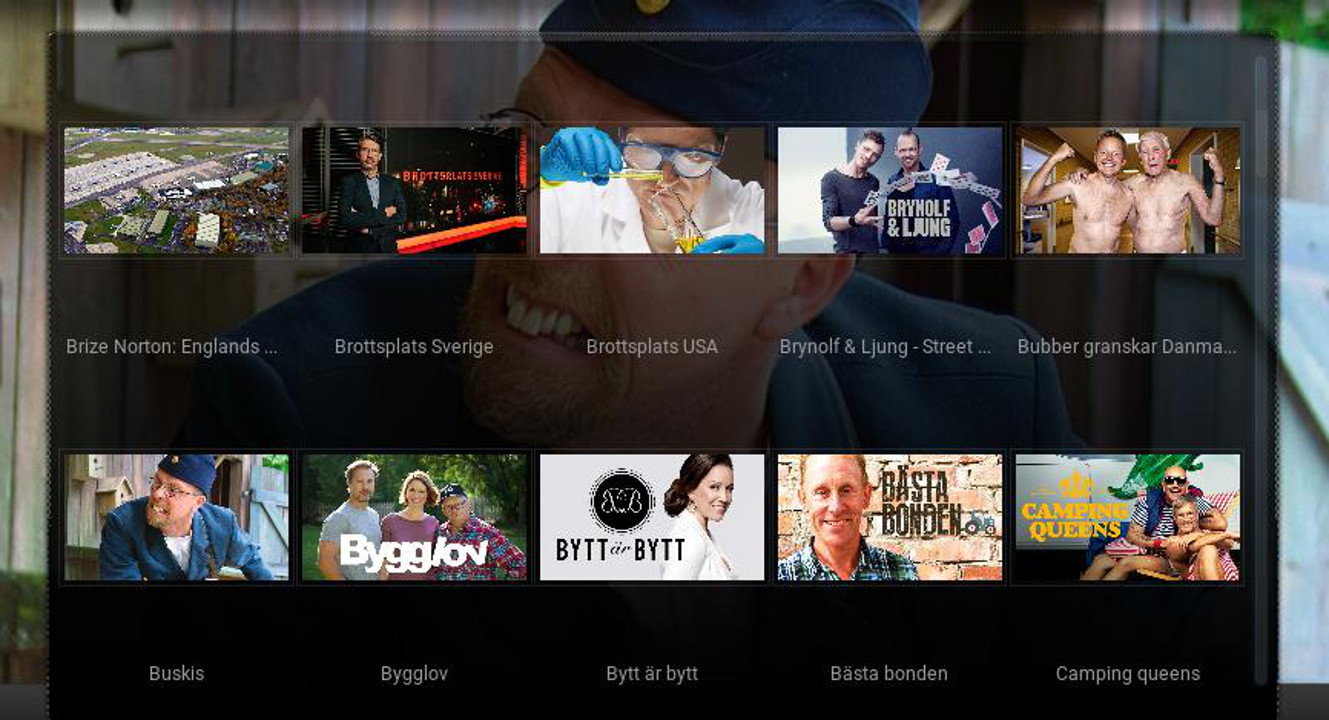 BROTTSPLATS SVERIGE
BRYNOLF
& LJUNG
Brize Norton: Englands ...
Brottsplats Sverige
Brottsplats USA
Brynolf & Ljung - Street ...
Bubber granskar Danma...
Bygglov
BYTT är BYTT
BÄSTA
BONDEN
CAMPING
QUEENS
Buskis
Bygglov
Bytt är bytt
Bästa bonden
Camping queens